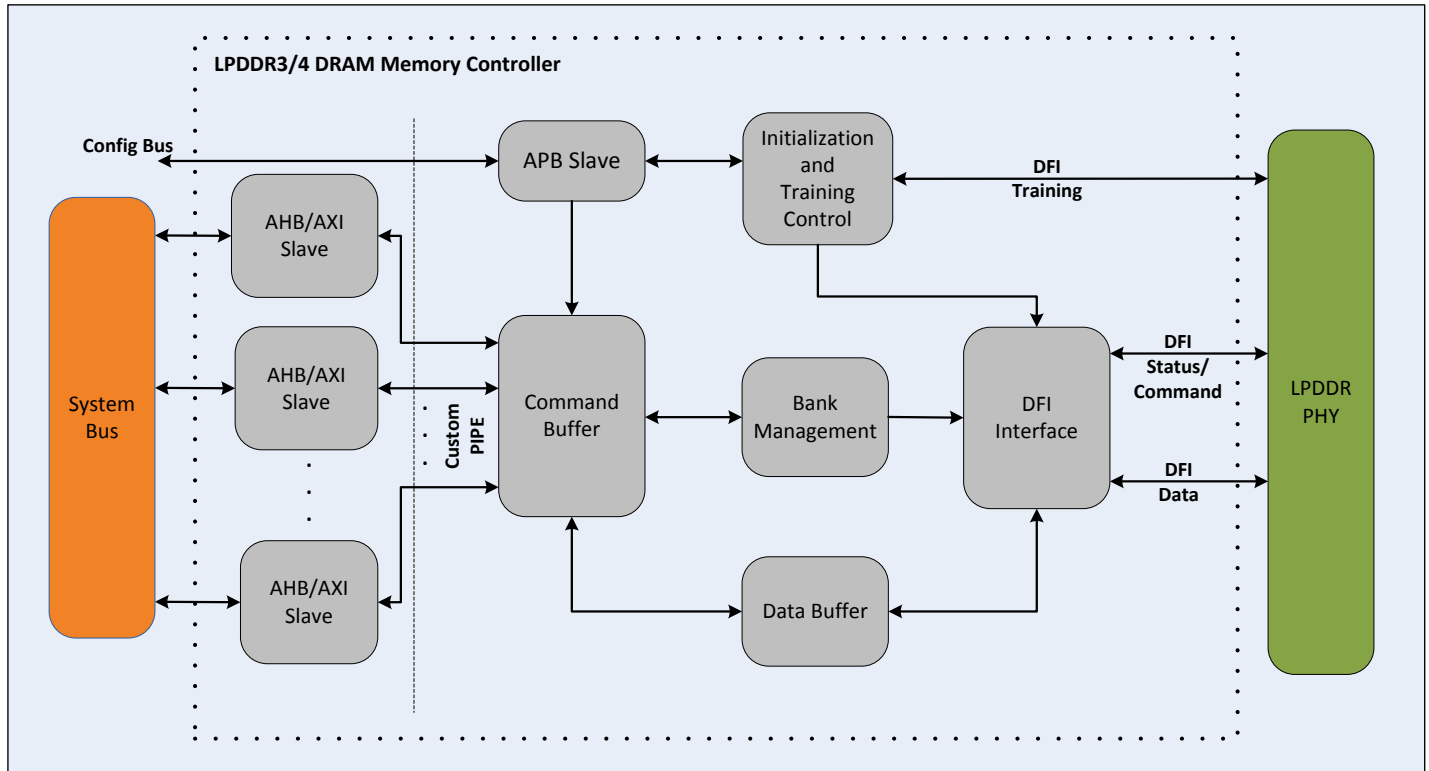 LPDDR3/4 DRAM Memory Controller
Config Bus
APB Slave
Initialization
and
Training
Control
DFI
Training
AHB/AXI
Slave
AHB/AXI
Slave
AHB/AXI
Slave
System
Bus
Custom
PIPE
Command
Buffer
Bank
Management
Data Buffer
DFI
Interface
DFI
Status/
Command
DFI
Data
LPDDR
PHY